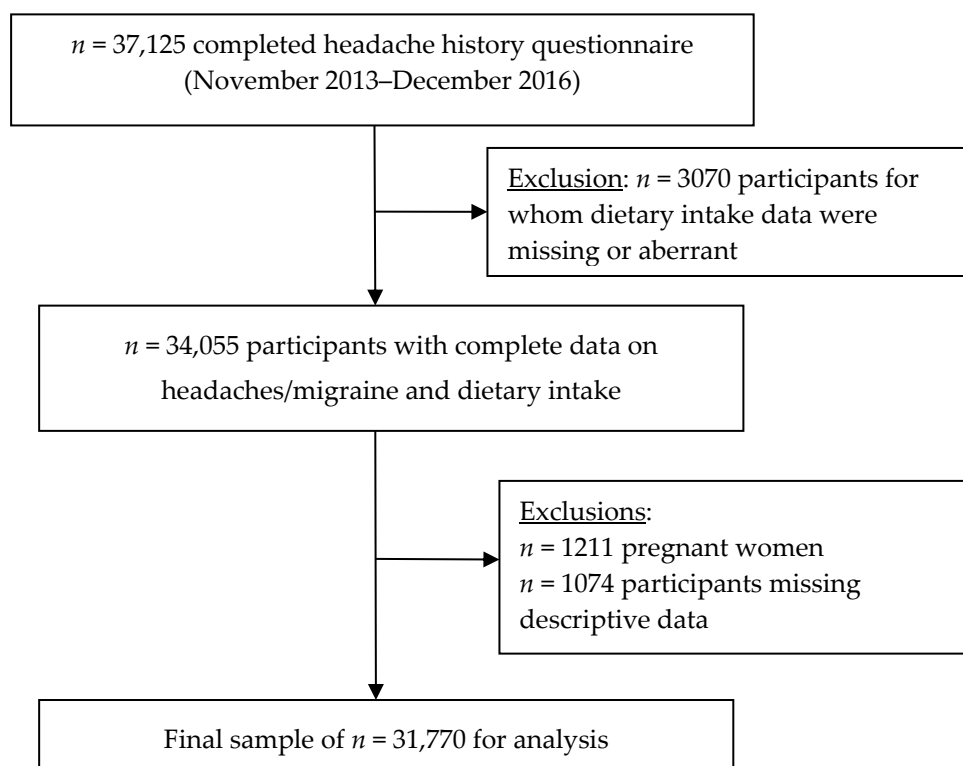 n = 37,125 completed headache history questionnaire
(November 2013–December 2016)
Exclusion: n = 3070 participants for
whom dietary intake data were
missing or aberrant
n = 34,055 participants with complete data on
headaches/migraine and dietary intake
Exclusions:
n = 1211 pregnant women
n = 1074 participants missing
descriptive data
Final sample of n = 31,770 for analysis